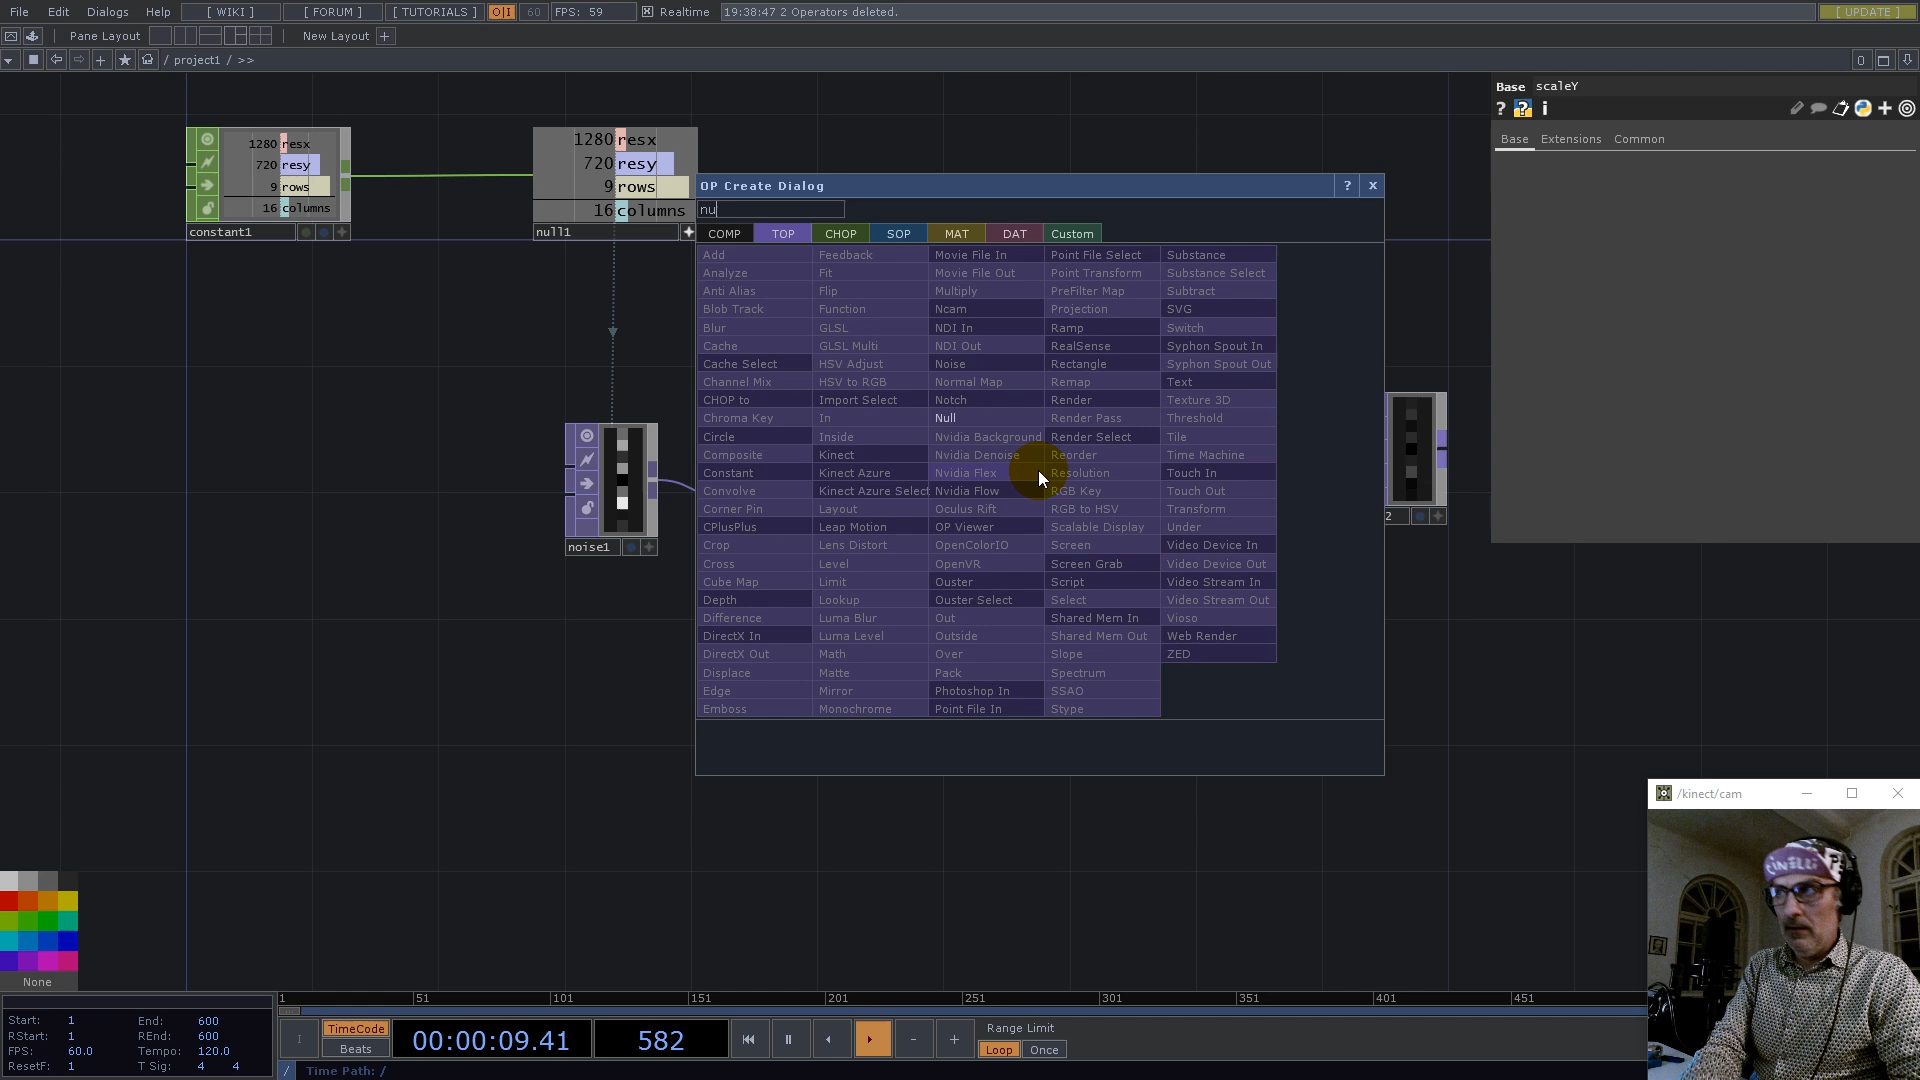 File Edit Dialogs Help [ WIKI ] [ FORUM ] [ TUTORIALS ] O|I 60 FPS: 59 Realtime 19:38:47 2 Operators deleted. [ UPDATE ]
Pane Layout New Layout +
/ project1 / >> 0
Base scaleY
? ? i
Base Extensions Common
1280 resx
720 resy
9 rows
16 columns
constant1
1280 resx
720 resy
9 rows
16 columns
null1
OP Create Dialog ? x
nu
COMP TOP CHOP SOP MAT DAT Custom
Add Feedback Movie File In Point File Select Substance
Analyze Fit Movie File Out Point Transform Substance Select
Anti Alias Flip Multiply PreFilter Map Subtract
Blob Track Function Ncam Projection SVG
Blur GLSL NDI In Ramp Switch
Cache GLSL Multi NDI Out RealSense Syphon Spout In
Cache Select HSV Adjust Noise Rectangle Syphon Spout Out
Channel Mix HSV to RGB Normal Map Remap Text
CHOP to Import Select Notch Render Texture 3D
Chroma Key In Null Render Pass Threshold
Circle Inside Nvidia Background Render Select Tile
Composite Kinect Nvidia Denoise Reorder Time Machine
Constant Kinect Azure Nvidia Flex Resolution Touch In
Convolve Kinect Azure Select Nvidia Flow RGB Key Touch Out
Corner Pin Layout Oculus Rift RGB to HSV Transform
CPlusPlus Leap Motion OP Viewer Scalable Display Under
Crop Lens Distort OpenColorIO Screen Video Device In
Cross Level OpenVR Screen Grab Video Device Out
Cube Map Limit Ouster Script Video Stream In
Depth Lookup Ouster Select Select Video Stream Out
Difference Luma Blur Out Shared Mem In Vioso
DirectX In Luma Level Outside Shared Mem Out Web Render
DirectX Out Math Over Slope ZED
Displace Matte Pack Spectrum
Edge Mirror Photoshop In SSAO
Emboss Monochrome Point File In Stype
noise1
2
/kinect/cam
CINELLI
None
1 51 101 151 201 251 301 351 401 451
Start: 1 End: 600
RStart: 1 REnd: 600
FPS: 60.0 Tempo: 120.0
ResetF: 1 T Sig: 4 4
TimeCode
Beats
00:00:09.41
582
- +
Range Limit
Loop Once
/ Time Path: /